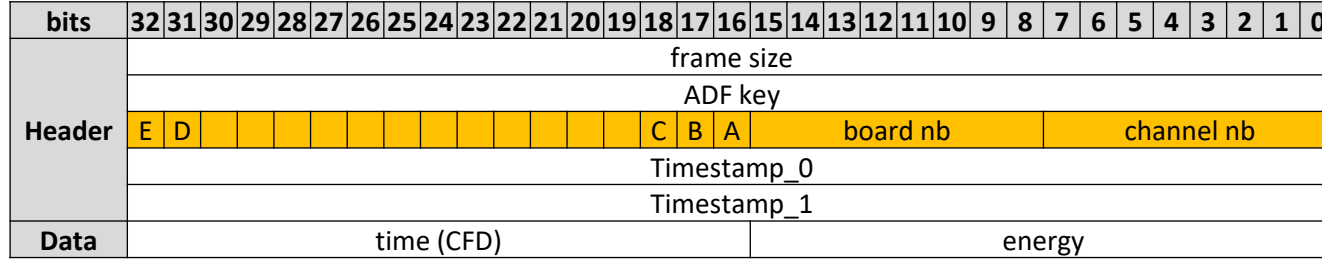 bits 32 31 30 29 28 27 26 25 24 23 22 21 20 19 18 17 16 15 14 13 12 11 10 9 8 7 6 5 4 3 2 1 0
frame size
ADF key
Header E D C B A board nb channel nb
Timestamp_0
Timestamp_1
Data time (CFD) energy